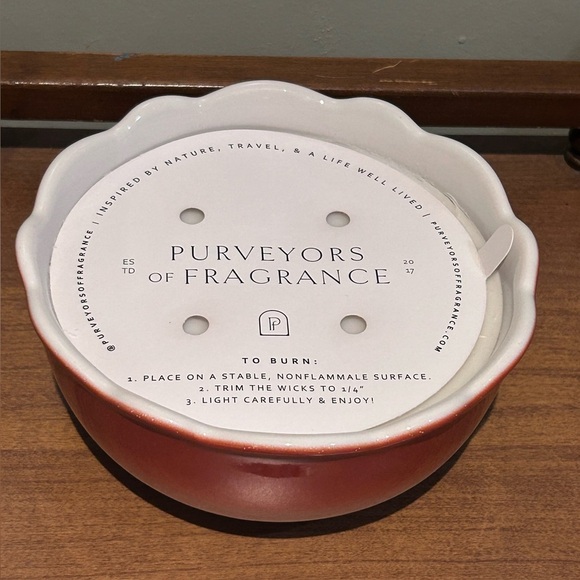 @PURVEYORSOFFRAGRANCE | INSPIRED BY NATURE, TRAVEL, & A LIFE WELL LIVED | PURVEYORSOFFRAGRANCE.COM
PURVEYORS
ES
TD
20
17
OF FRAGRANCE
P
TO BURN:
1. PLACE ON A STABLE, NONFLAMMALE SURFACE.
2. TRIM THE WICKS TO 1/4"
3. LIGHT CAREFULLY & ENJOY!